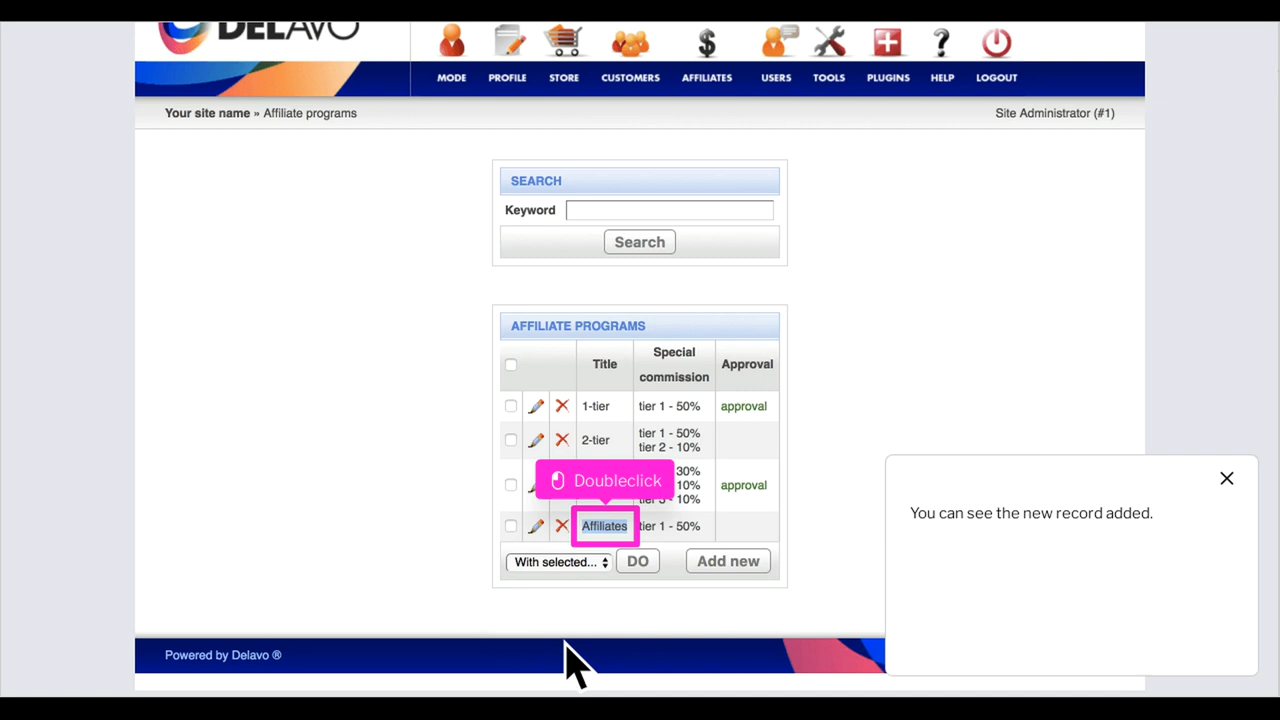 DELAVO
MODE PROFILE STORE CUSTOMERS AFFILIATES USERS TOOLS PLUGINS HELP LOGOUT
Your site name » Affiliate programs
Site Administrator (#1)
SEARCH
Keyword
Search
AFFILIATE PROGRAMS
Title
Special
commission
Approval
1-tier
tier 1 - 50%
approval
2-tier
tier 1 - 50%
tier 2 - 10%
30%
10%
tier 3 - 10%
approval
Doubleclick
Affiliates
tier 1 - 50%
With selected...
DO
Add new
You can see the new record added.
Powered by Delavo ®